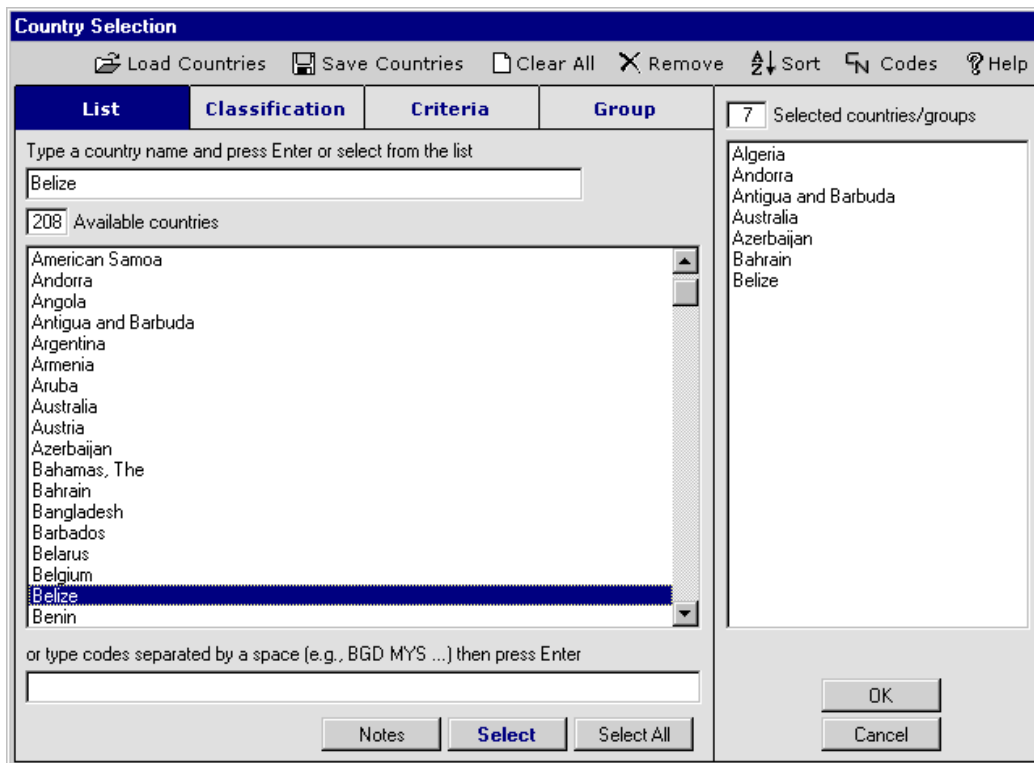 Country Selection
Load Countries Save Countries Clear All Remove Sort Codes Help
List Classification Criteria Group
Type a country name and press Enter or select from the list
Belize
208 Available countries
American Samoa
Andorra
Angola
Antigua and Barbuda
Argentina
Armenia
Aruba
Australia
Austria
Azerbaijan
Bahamas, The
Bahrain
Bangladesh
Barbados
Belarus
Belgium
Belize
Benin
or type codes separated by a space (e.g., BGD MYS ...) then press Enter
Notes Select Select All
7 Selected countries/groups
Algeria
Andorra
Antigua and Barbuda
Australia
Azerbaijan
Bahrain
Belize
OK
Cancel